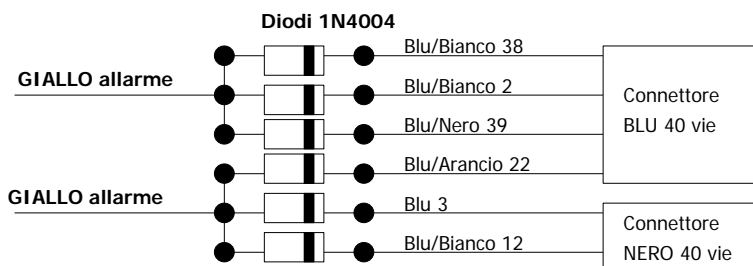 Diodi 1N4004
Blu/Bianco 38
GIALLO allarme
Blu/Bianco 2
Connettore
BLU 40 vie
Blu/Nero 39
Blu/Arancio 22
GIALLO allarme
Blu 3
Connettore
NERO 40 vie
Blu/Bianco 12